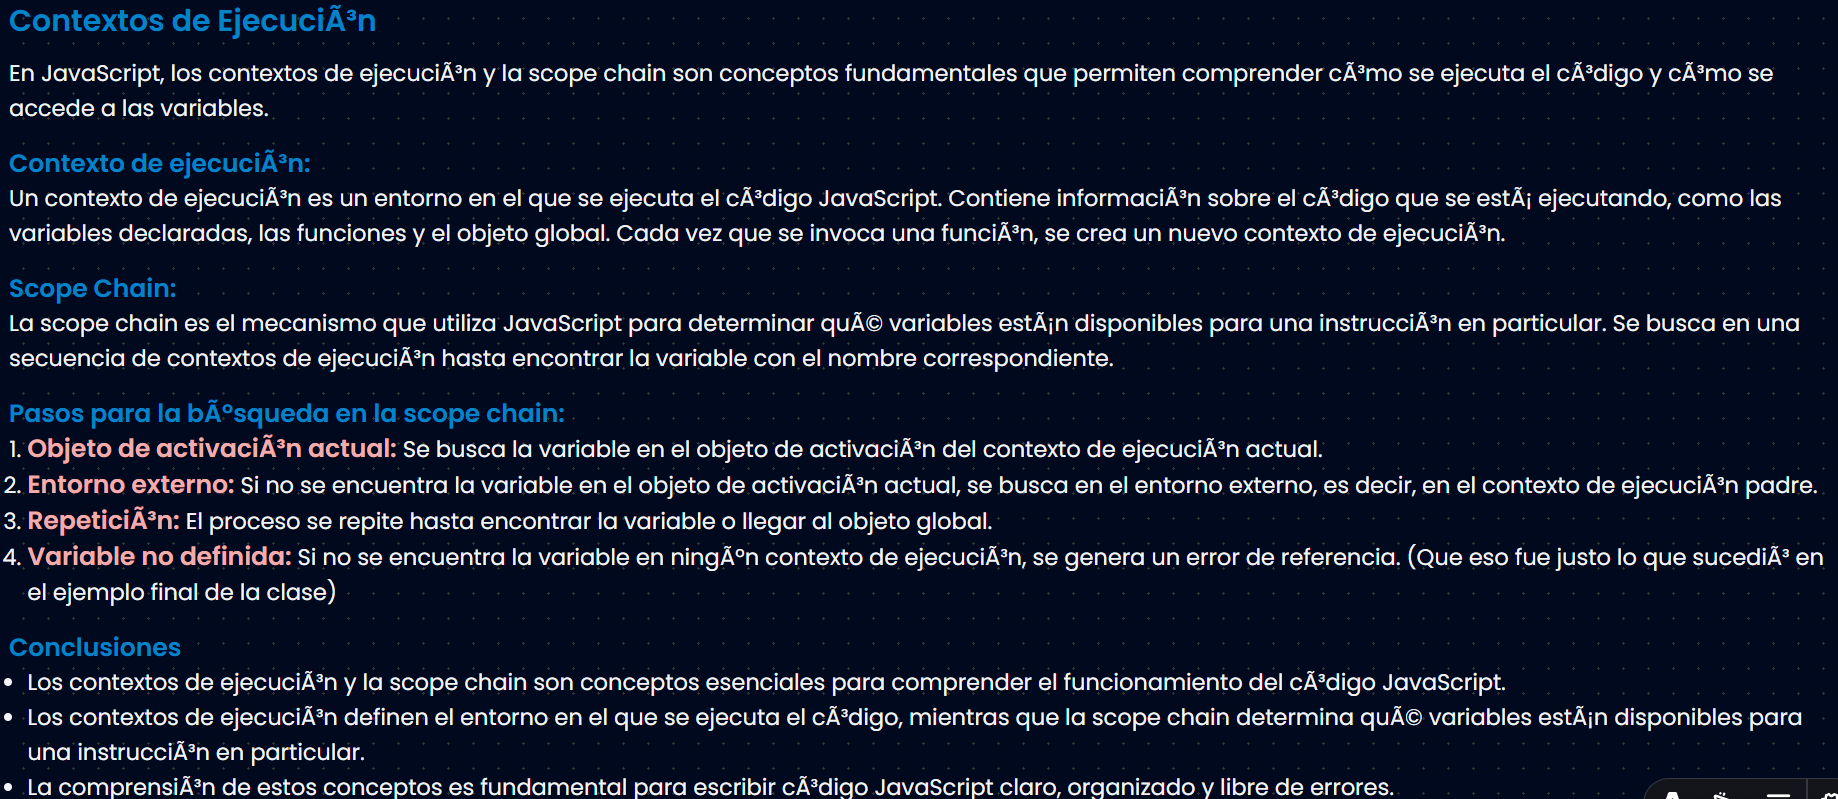 Contextos de EjecuciÃ³n
En JavaScript, los contextos de ejecuciÃ³n y la scope chain son conceptos fundamentales que permiten comprender cÃ³mo se ejecuta el cÃ³digo y cÃ³mo se
accede a las variables.
Contexto de ejecuciÃ³n:
Un contexto de ejecuciÃ³n es un entorno en el que se ejecuta el cÃ³digo JavaScript. Contiene informaciÃ³n sobre el cÃ³digo que se estÃ¡ ejecutando, como las
variables declaradas, las funciones y el objeto global. Cada vez que se invoca una funciÃ³n, se crea un nuevo contexto de ejecuciÃ³n.
Scope Chain:
La scope chain es el mecanismo que utiliza JavaScript para determinar quÃ© variables estÃ¡n disponibles para una instrucciÃ³n en particular. Se busca en una
secuencia de contextos de ejecuciÃ³n hasta encontrar la variable con el nombre correspondiente.
Pasos para la bÃºsqueda en la scope chain:
1. Objeto de activaciÃ³n actual: Se busca la variable en el objeto de activaciÃ³n del contexto de ejecuciÃ³n actual.
2. Entorno externo: Si no se encuentra la variable en el objeto de activaciÃ³n actual, se busca en el entorno externo, es decir, en el contexto de ejecuciÃ³n padre.
3. RepeticiÃ³n: El proceso se repite hasta encontrar la variable o llegar al objeto global.
4. Variable no definida: Si no se encuentra la variable en ningÃºn contexto de ejecuciÃ³n, se genera un error de referencia. (Que eso fue justo lo que sucediÃ³ en
el ejemplo final de la clase)
Conclusiones
• Los contextos de ejecuciÃ³n y la scope chain son conceptos esenciales para comprender el funcionamiento del cÃ³digo JavaScript.
• Los contextos de ejecuciÃ³n definen el entorno en el que se ejecuta el cÃ³digo, mientras que la scope chain determina quÃ© variables estÃ¡n disponibles para
una instrucciÃ³n en particular.
• La comprensiÃ³n de estos conceptos es fundamental para escribir cÃ³digo JavaScript claro, organizado y libre de errores.